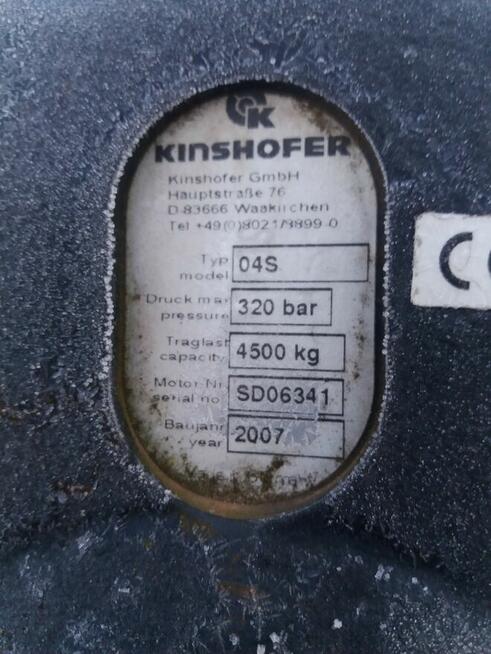 K
KINSHOFER
Kinshofer GmbH
Hauptstraße 76
D-83666 Waakirchen
Tel +49(0)8021/8899-0
Typ
model 04S
Druck max
pressure 320 bar
Traglast
capacity 4500 kg
Motor-Nr
serial no SD06341
Baujahr
year 2007
Germany
C